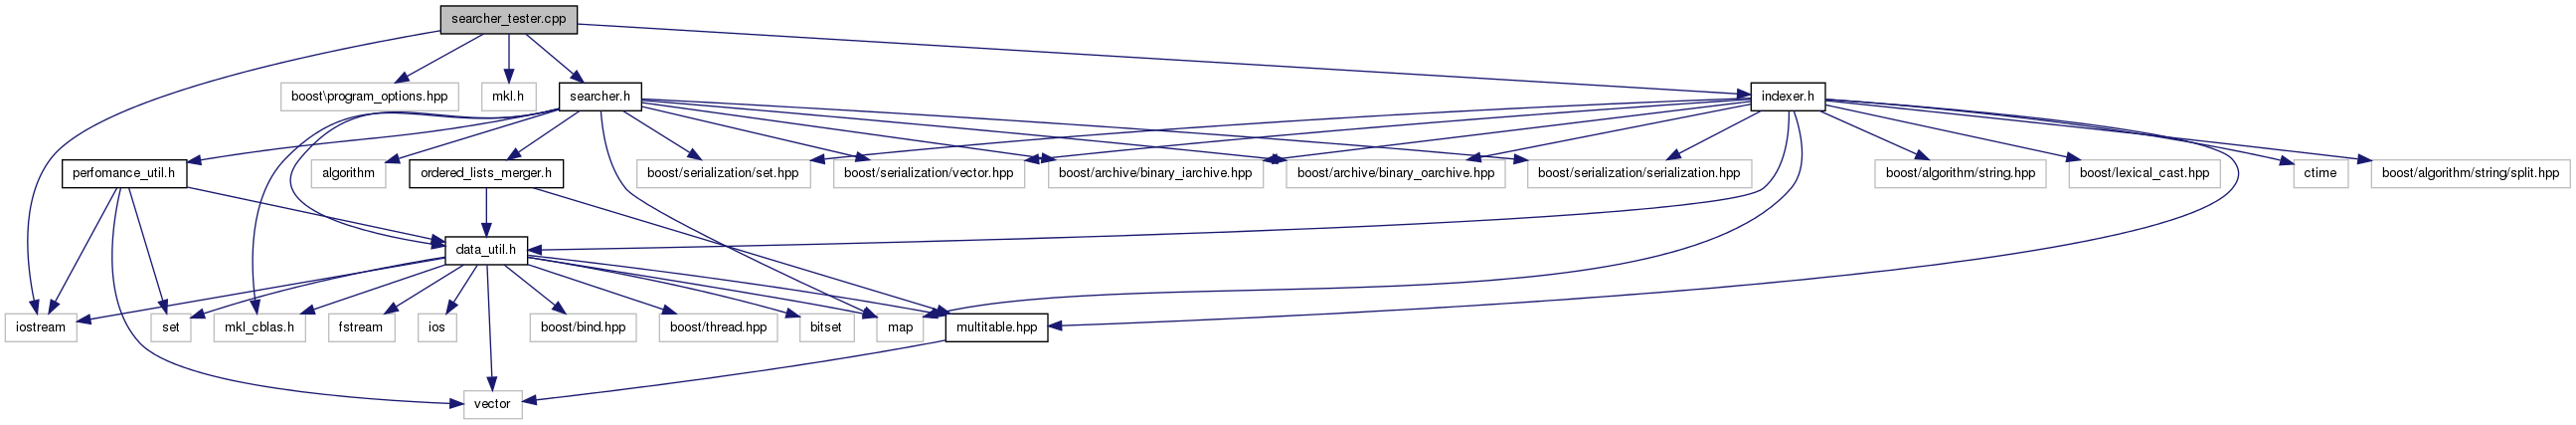 searcher_tester.cpp
boost\program_options.hpp
mkl.h
searcher.h
indexer.h
perfomance_util.h
algorithm
ordered_lists_merger.h
boost/serialization/set.hpp
boost/serialization/vector.hpp
boost/archive/binary_iarchive.hpp
boost/archive/binary_oarchive.hpp
boost/serialization/serialization.hpp
boost/algorithm/string.hpp
boost/lexical_cast.hpp
ctime
boost/algorithm/string/split.hpp
data_util.h
iostream
set
mkl_cblas.h
fstream
ios
boost/bind.hpp
boost/thread.hpp
bitset
map
multitable.hpp
vector